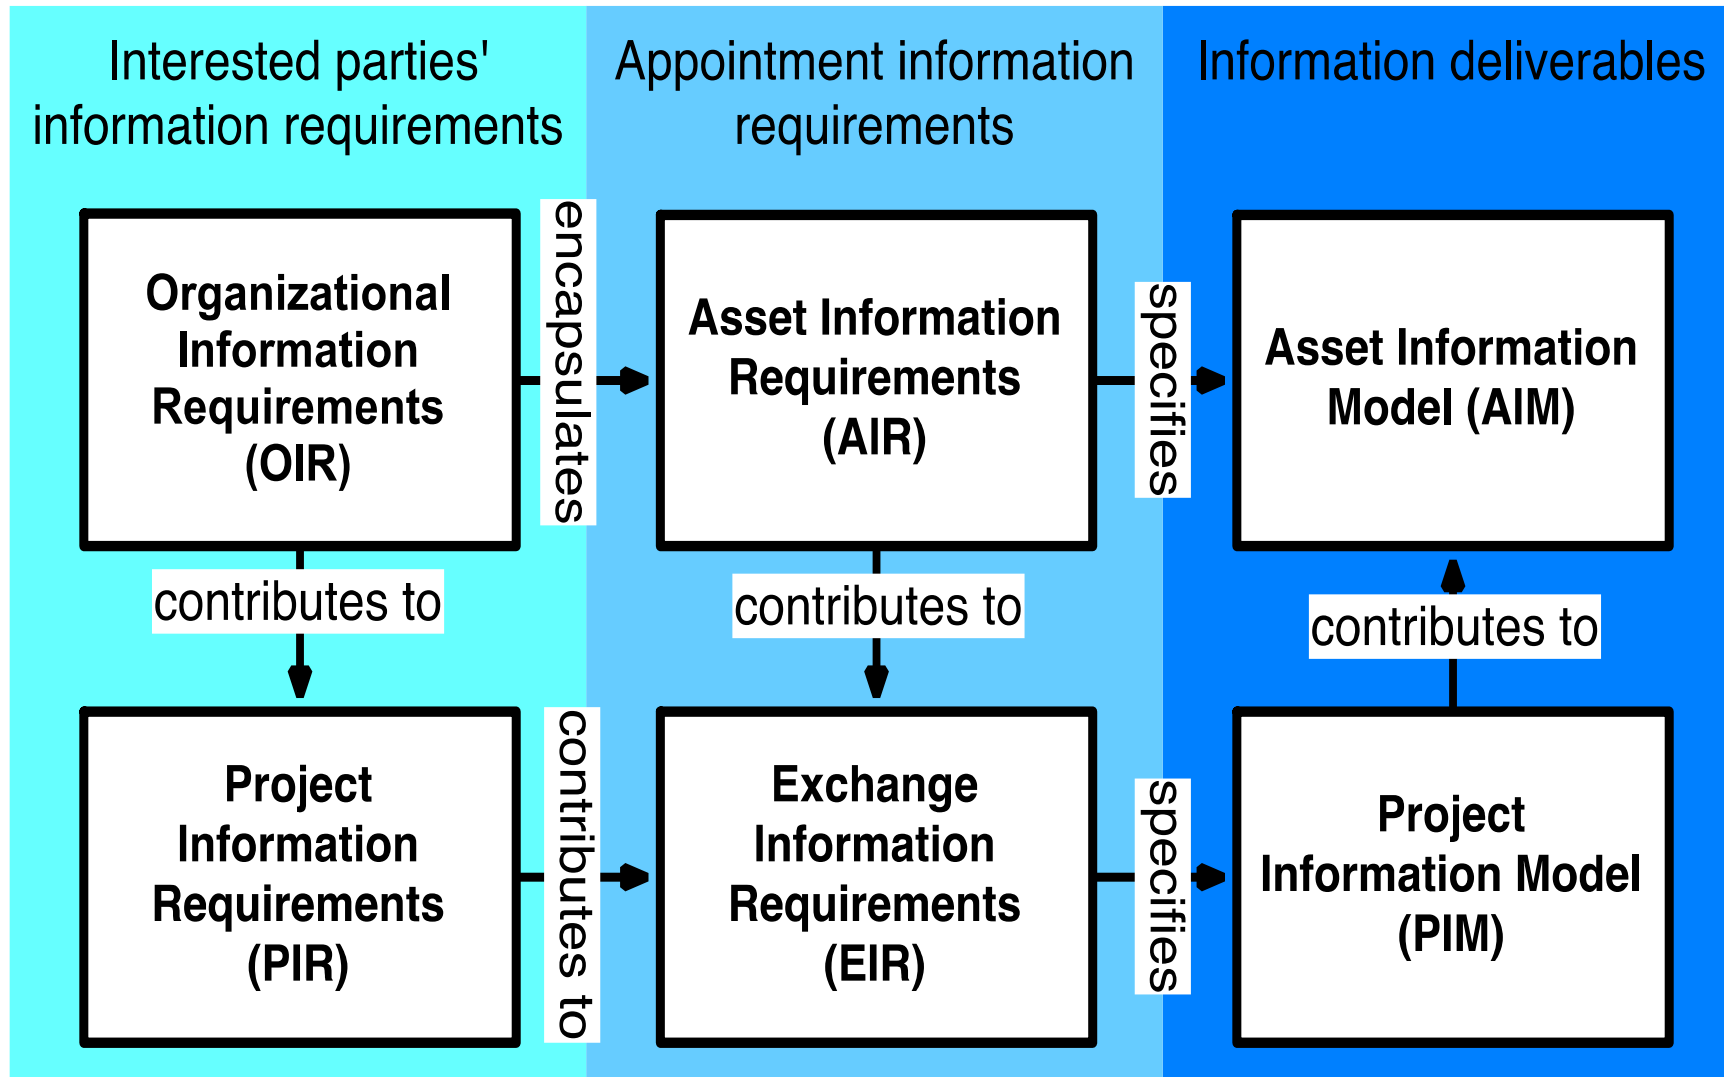 Interested parties'
information requirements
Appointment information
requirements
Information deliverables
Organizational
Information
Requirements
(OIR)
encapsulates
Asset Information
Requirements
(AIR)
specifies
Asset Information
Model (AIM)
contributes to
contributes to
contributes to
Project
Information
Requirements
(PIR)
contributes to
Exchange
Information
Requirements
(EIR)
specifies
Project
Information Model
(PIM)